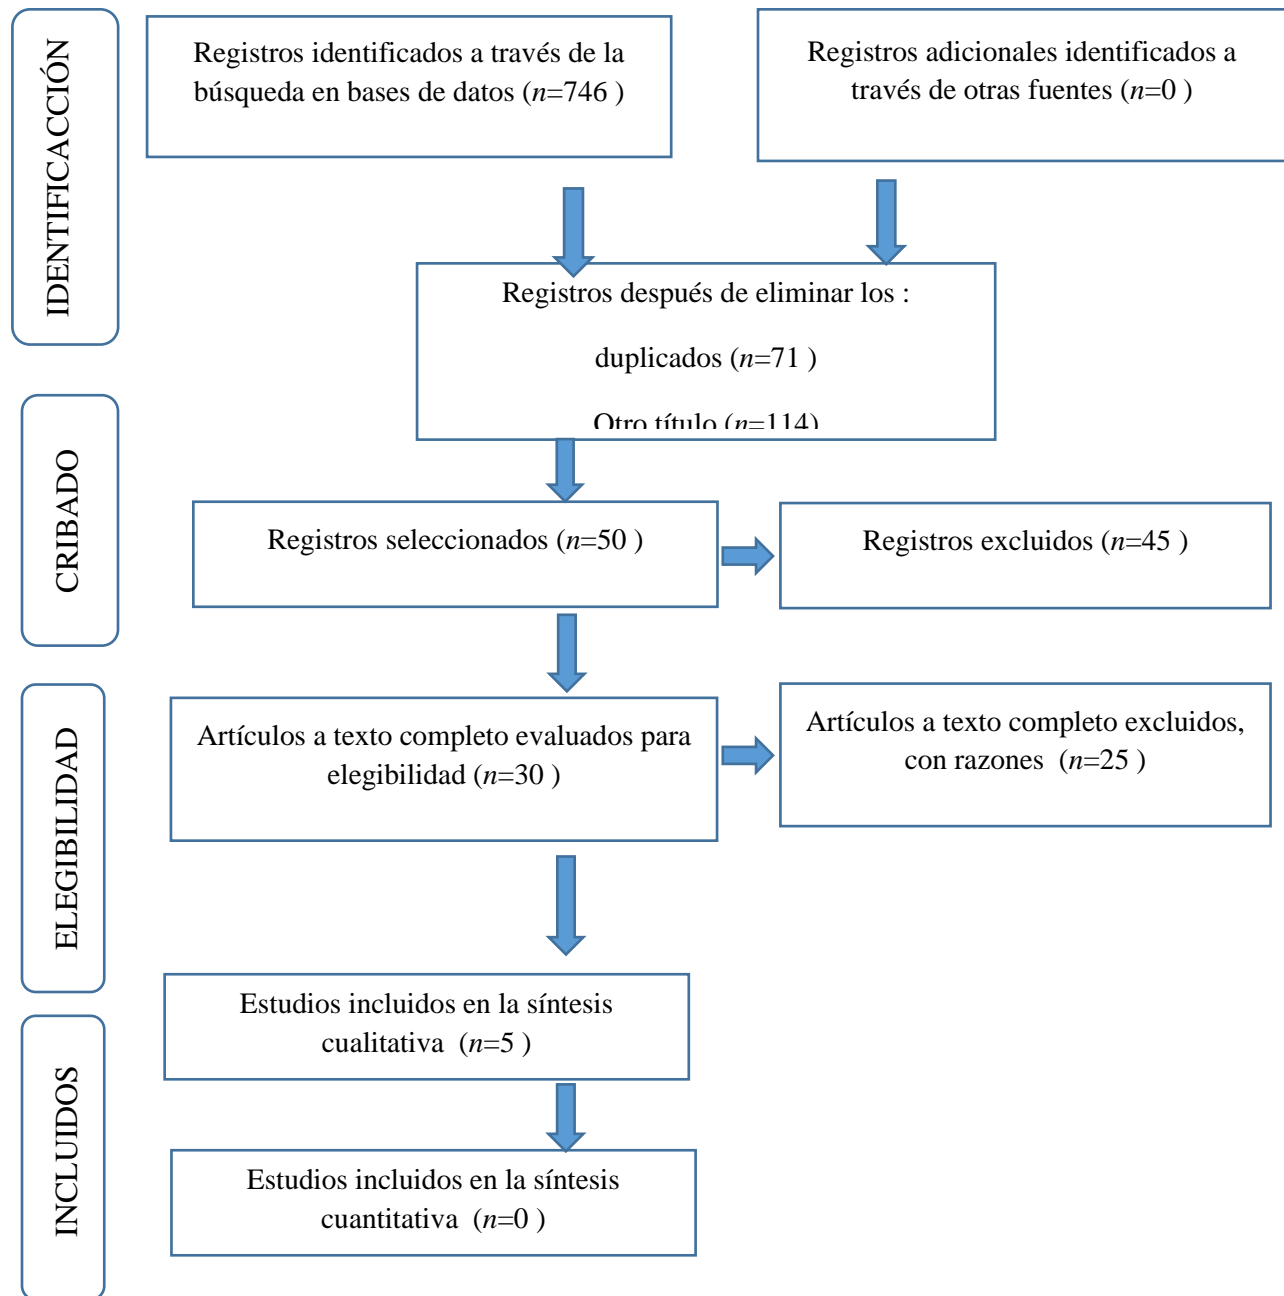 IDENTIFICACCIÓN
Registros identificados a través de la
búsqueda en bases de datos (n=746 )
Registros adicionales identificados a
través de otras fuentes (n=0 )
Registros después de eliminar los :
duplicados (n=71 )
Otro título (n=114)
CRIBADO
Registros seleccionados (n=50 )
Registros excluidos (n=45 )
ELEGIBILIDAD
Artículos a texto completo evaluados para
elegibilidad (n=30 )
Artículos a texto completo excluidos,
con razones  (n=25 )
INCLUIDOS
Estudios incluidos en la síntesis
cualitativa  (n=5 )
Estudios incluidos en la síntesis
cuantitativa  (n=0 )